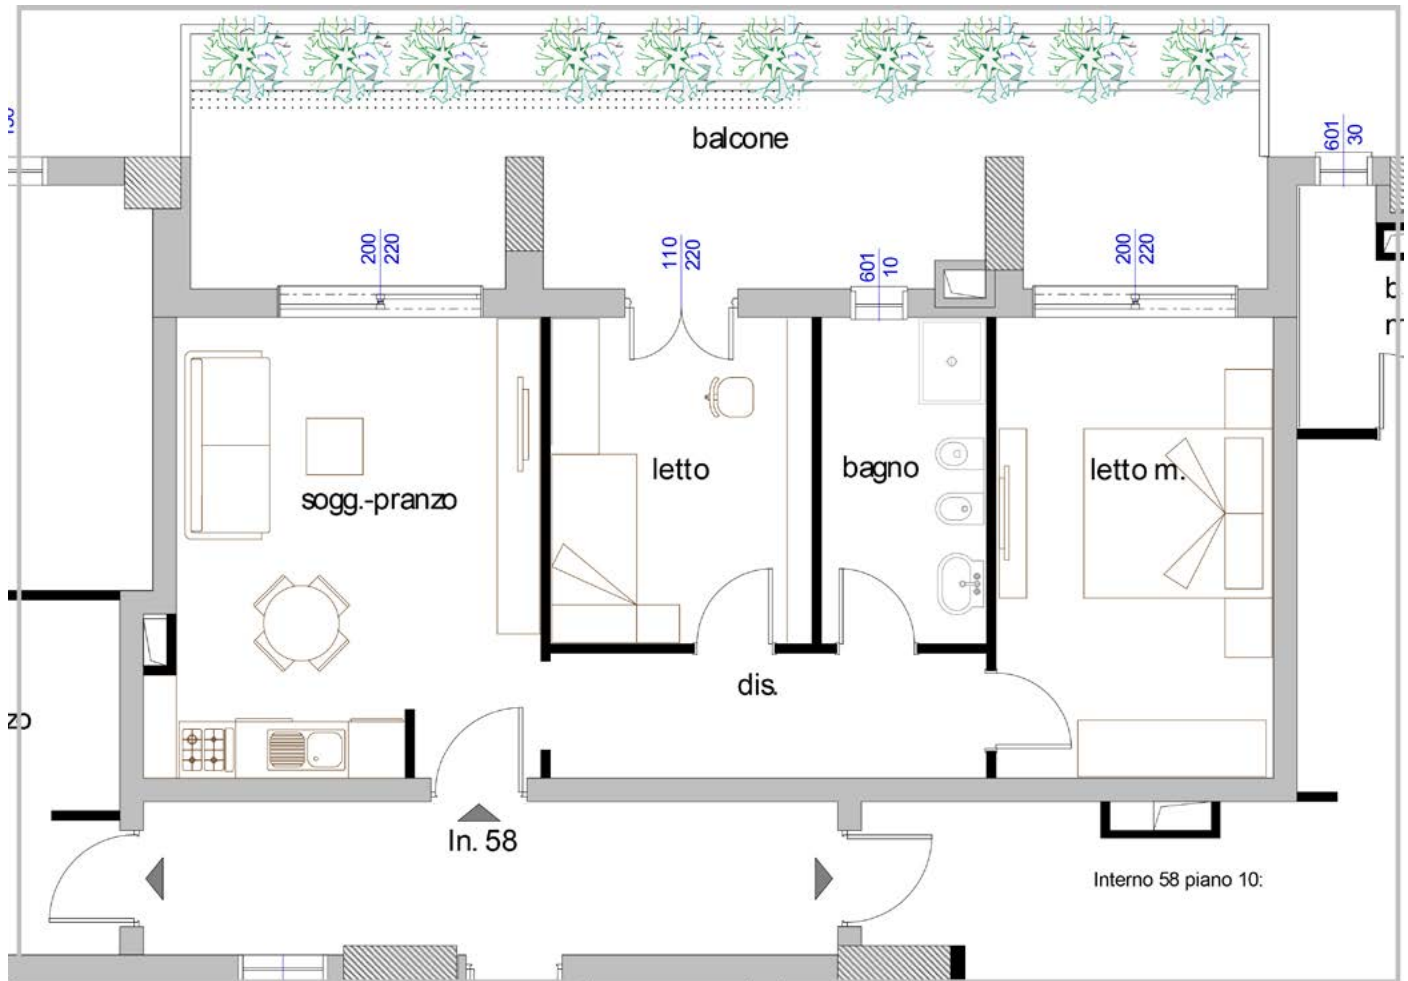 balcone
601
30
200
220
110
220
601
10
200
220
b.
letto
bagno
letto m.
sogg.-pranzo
dis.
zo
In. 58
Interno 58 piano 10: